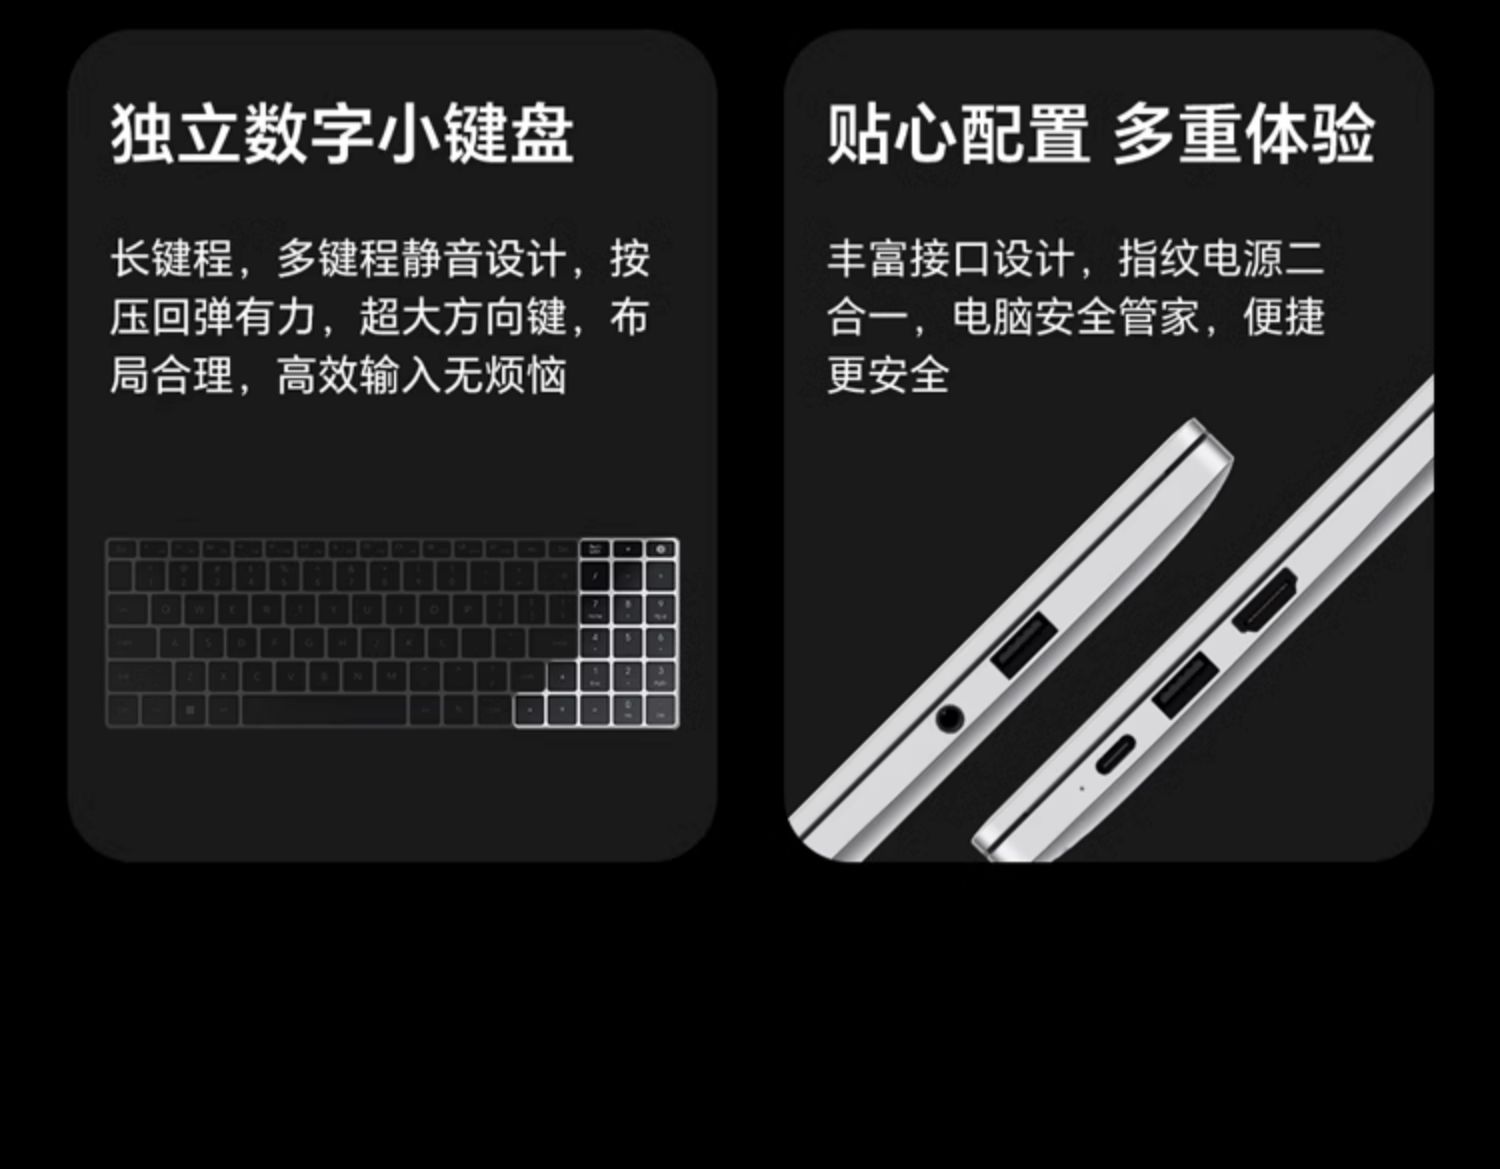 独立数字小键盘
长键程，多键程静音设计，按
压回弹有力，超大方向键，布
局合理，高效输入无烦恼
贴心配置 多重体验
丰富接口设计，指纹电源二
合一，电脑安全管家，便捷
更安全